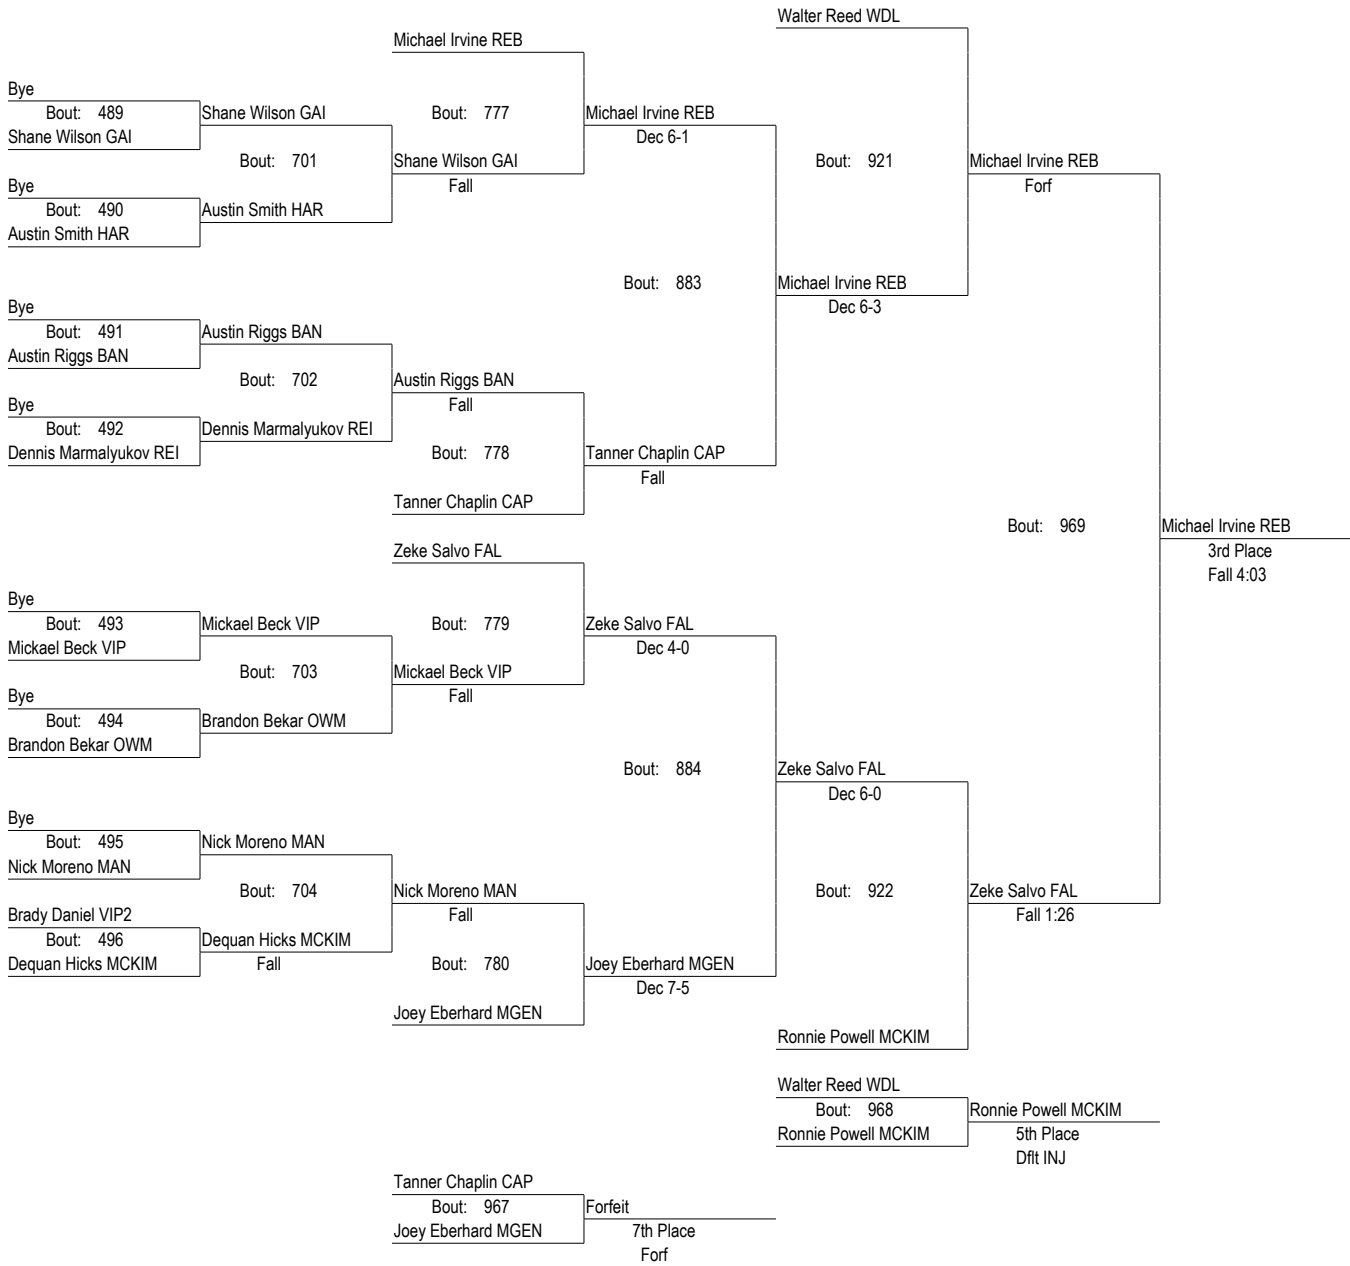 Walter Reed WDL
Michael Irvine REB
Bye
Bout: 489
Shane Wilson GAI
Bout: 777
Michael Irvine REB
Shane Wilson GAI
Dec 6-1
Bout: 701
Shane Wilson GAI
Bout: 921
Michael Irvine REB
Bye
Fall
Forf
Bout: 490
Austin Smith HAR
Austin Smith HAR
Bout: 883
Michael Irvine REB
Bye
Dec 6-3
Bout: 491
Austin Riggs BAN
Austin Riggs BAN
Bout: 702
Austin Riggs BAN
Bye
Fall
Bout: 492
Dennis Marmalyukov REI
Dennis Marmalyukov REI
Bout: 778
Tanner Chaplin CAP
Fall
Tanner Chaplin CAP
Bout: 969
Michael Irvine REB
Zeke Salvo FAL
3rd Place
Fall 4:03
Bye
Bout: 493
Mickael Beck VIP
Bout: 779
Zeke Salvo FAL
Mickael Beck VIP
Dec 4-0
Bout: 703
Mickael Beck VIP
Bye
Fall
Bout: 494
Brandon Bekar OWM
Brandon Bekar OWM
Bout: 884
Zeke Salvo FAL
Dec 6-0
Bye
Bout: 495
Nick Moreno MAN
Nick Moreno MAN
Bout: 704
Nick Moreno MAN
Bout: 922
Zeke Salvo FAL
Brady Daniel VIP2
Fall
Fall 1:26
Bout: 496
Dequan Hicks MCKIM
Dequan Hicks MCKIM
Fall
Bout: 780
Joey Eberhard MGEN
Dec 7-5
Joey Eberhard MGEN
Ronnie Powell MCKIM
Walter Reed WDL
Bout: 968
Ronnie Powell MCKIM
Ronnie Powell MCKIM
5th Place
Dflt INJ
Tanner Chaplin CAP
Bout: 967
Forfeit
Joey Eberhard MGEN
7th Place
Forf